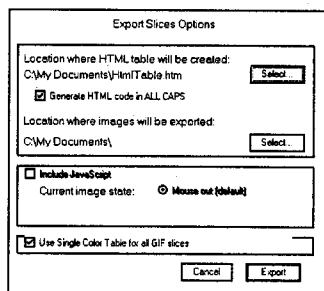 Export Slices Options
Location where HTML table will be created:
C:\My Documents\HtmlTable.htm
Select...
Generate HTML code in ALL CAPS
Location where images will be exported:
C:\My Documents\
Select...
Include JavaScript
Current image state:
Mouse out (default)
Use Single Color Table for all GIF slices
Cancel
Export